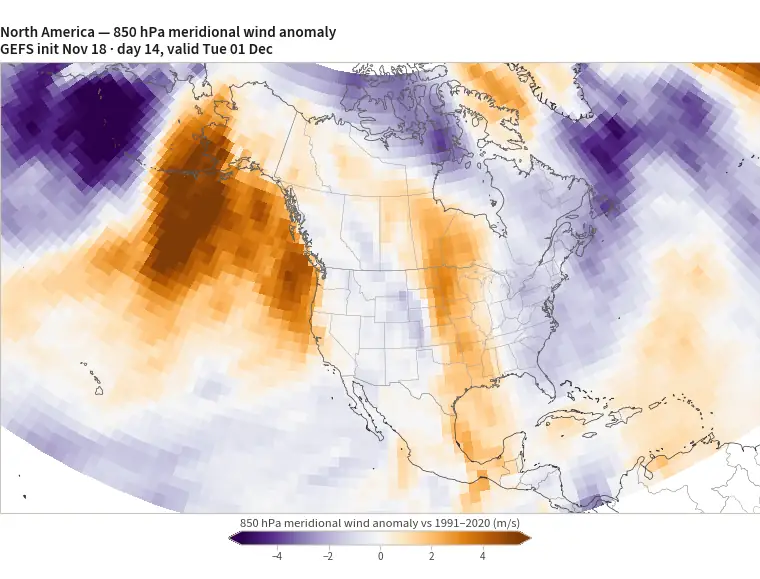 North America — 850 hPa meridional wind anomaly
GEFS init Nov 18 · day 14, valid Tue 01 Dec
850 hPa meridional wind anomaly vs 1991–2020 (m/s)
−4 −2 0 2 4